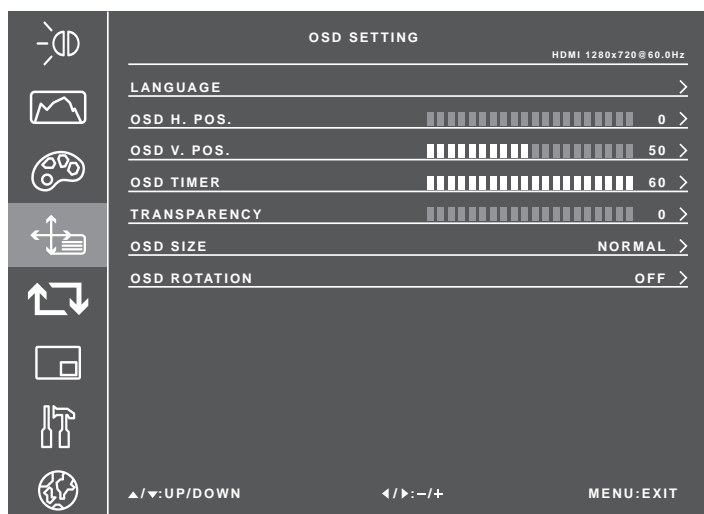 OSD SETTING
HDMI 1280x720@60.0Hz
LANGUAGE >
OSD H. POS. 0 >
OSD V. POS. 50 >
OSD TIMER 60 >
TRANSPARENCY 0 >
OSD SIZE NORMAL >
OSD ROTATION OFF >
▲/▼:UP/DOWN ◀/▶:−/+ MENU:EXIT